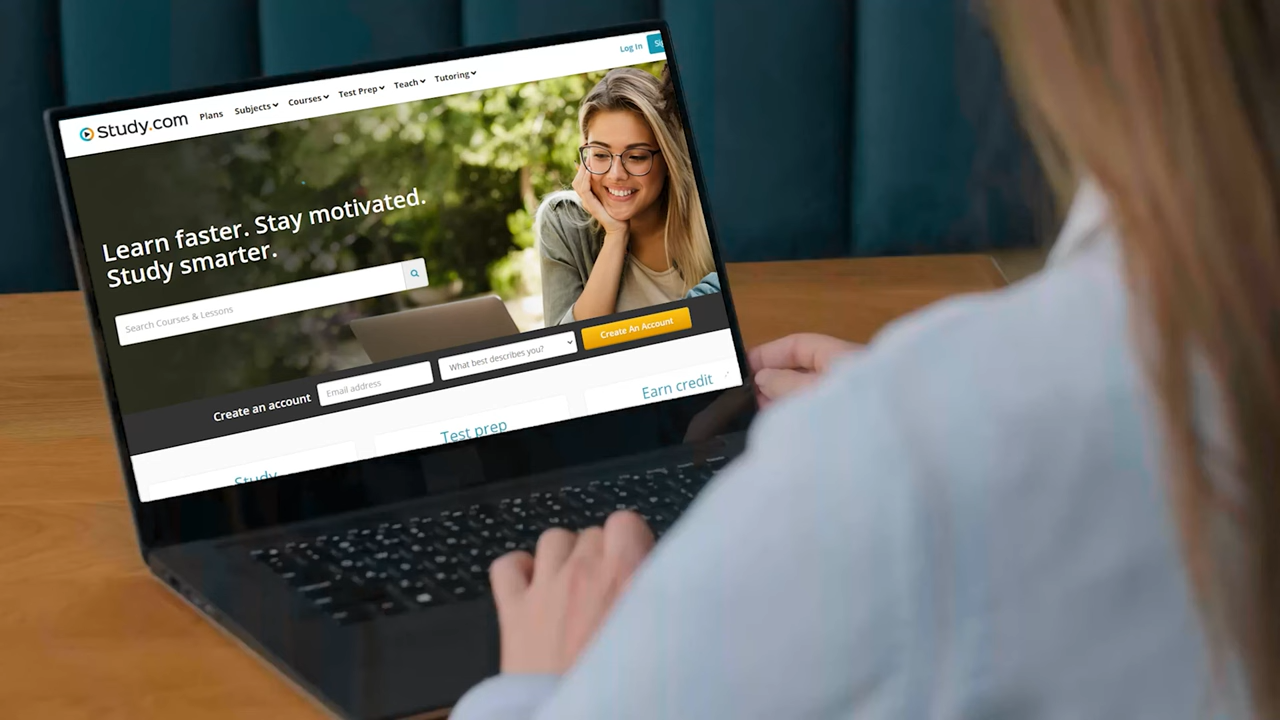 Log In
Study.com
Plans
Subjects
Courses
Test Prep
Teach
Tutoring
Learn faster. Stay motivated.
Study smarter.
Search Courses & Lessons
Create an account
Email address
What best describes you?
Create An Account
Study
Test prep
Earn credit